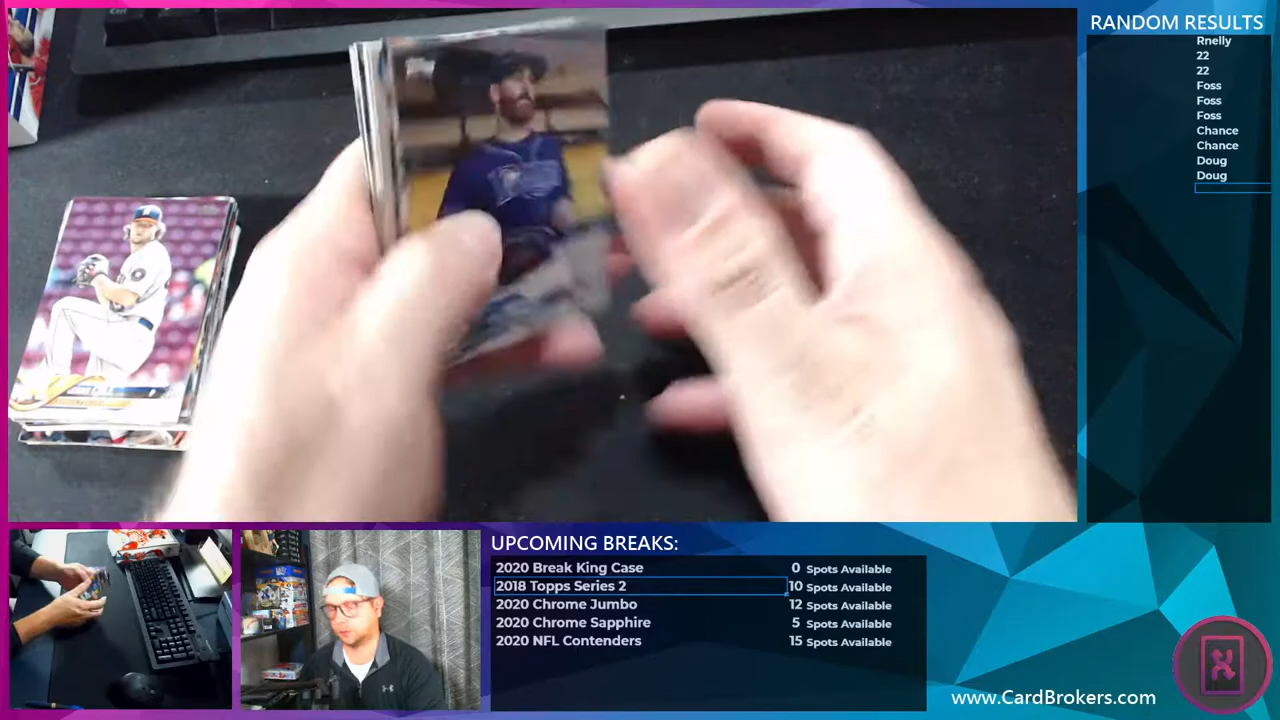 RANDOM RESULTS
Rnelly
22
22
Foss
Foss
Foss
Chance
Chance
Doug
Doug
UPCOMING BREAKS:
2020 Break King Case 0 Spots Available
2018 Topps Series 2 10 Spots Available
2020 Chrome Jumbo 12 Spots Available
2020 Chrome Sapphire 5 Spots Available
2020 NFL Contenders 15 Spots Available
www.CardBrokers.com